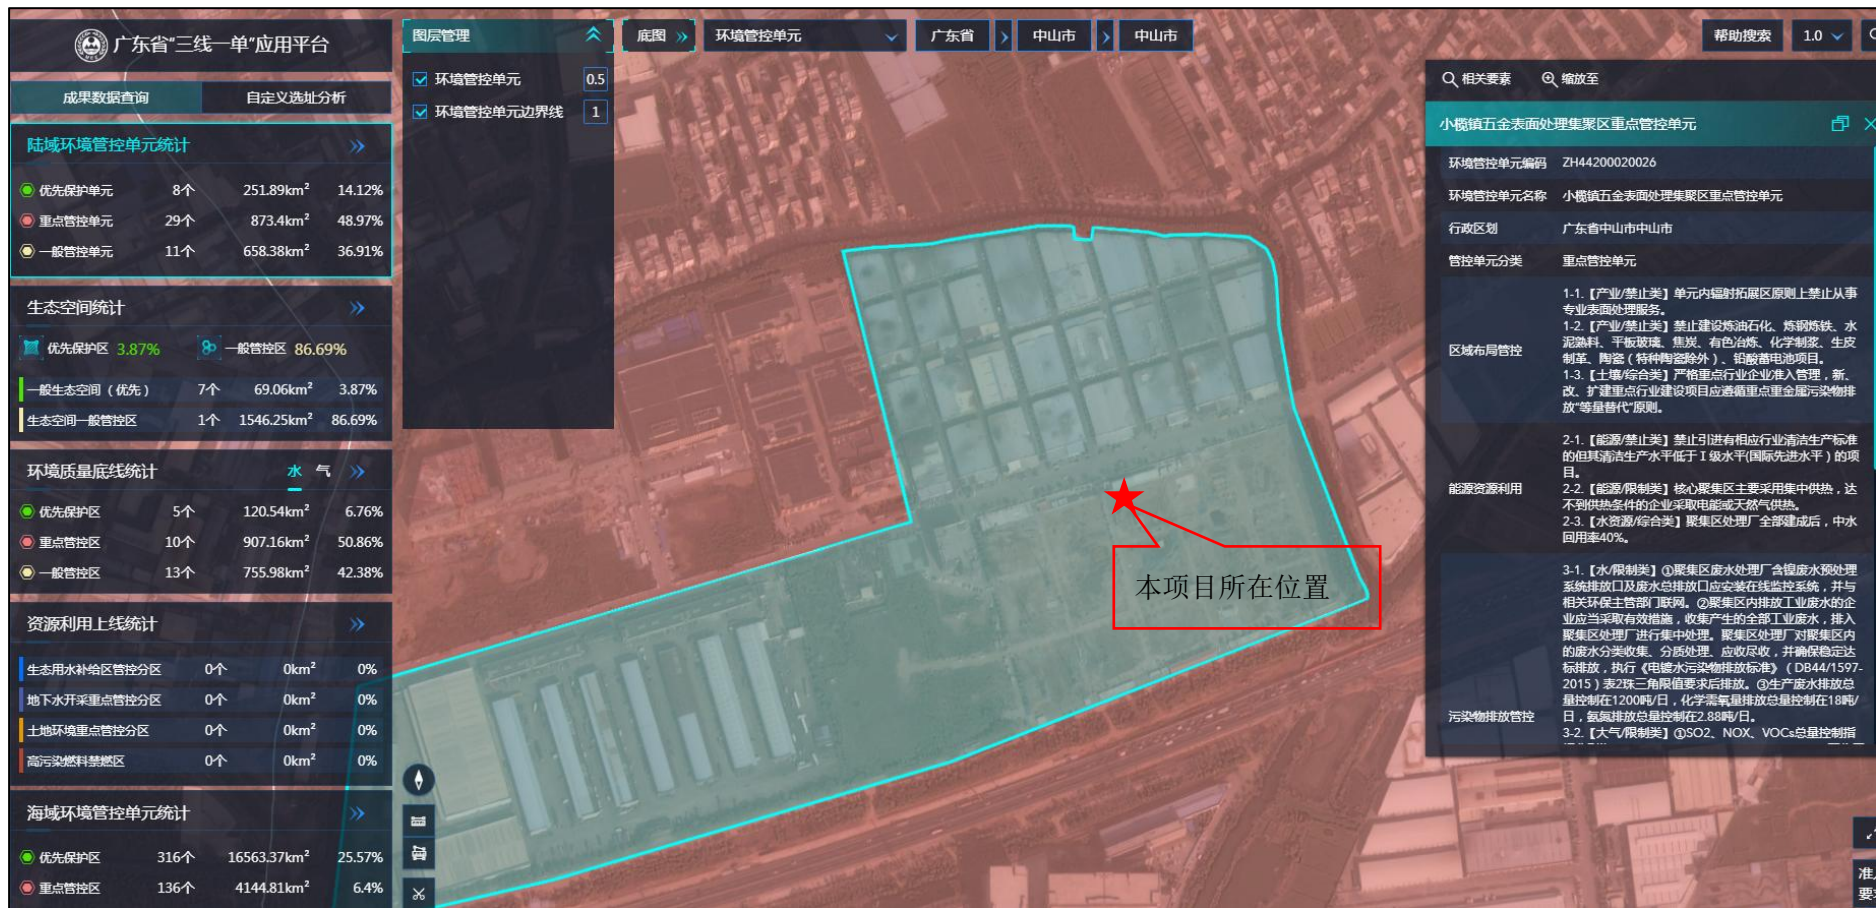 广东省“三线一单”应用平台
成果数据查询 自定义选址分析
陆域环境管控单元统计
优先保护单元 8个 251.89km² 14.12%
重点管控单元 29个 873.4km² 48.97%
一般管控单元 11个 658.38km² 36.91%
生态空间统计
优先保护区 3.87% 一般管控区 86.69%
一般生态空间（优先） 7个 69.06km² 3.87%
生态空间一般管控区 1个 1546.25km² 86.69%
环境质量底线统计 水 气
优先保护区 5个 120.54km² 6.76%
重点管控区 10个 907.16km² 50.86%
一般管控区 13个 755.98km² 42.38%
资源利用上线统计
生态用水补给区管控分区 0个 0km² 0%
地下水开采重点管控分区 0个 0km² 0%
土地环境重点管控分区 0个 0km² 0%
高污染燃料禁燃区 0个 0km² 0%
海域环境管控单元统计
优先保护区 316个 16563.37km² 25.57%
重点管控区 136个 4144.81km² 6.4%
图层管理
环境管控单元 0.5
环境管控单元边界线 1
底图 环境管控单元 广东省 中山市 中山市
帮助搜索 1.0
本项目所在位置
相关要素 缩放至
小榄镇五金表面处理集聚区重点管控单元
环境管控单元编码 ZH44200020026
环境管控单元名称 小榄镇五金表面处理集聚区重点管控单元
行政区划 广东省中山市中山市
管控单元分类 重点管控单元
区域布局管控
1-1.【产业/禁止类】单元内辐射拓展区原则上禁止从事
专业表面处理服务。
1-2.【产业/禁止类】禁止建设炼油石化、炼钢炼铁、水
泥熟料、平板玻璃、焦炭、有色冶炼、化学制浆、生皮
制革、陶瓷（特种陶瓷除外）、铅酸蓄电池项目。
1-3.【土壤/综合类】严格重点行业企业准入管理，新、
改、扩建重点行业建设项目应遵循重点重金属污染物排
放“等量替代”原则。
能源资源利用
2-1.【能源/禁止类】禁止引进有相应行业清洁生产标准
的但其清洁生产水平低于Ⅰ级水平(国际先进水平）的项
目。
2-2.【能源/限制类】核心聚集区主要采用集中供热，达
不到供热条件的企业采取电能或天然气供热。
2-3.【水资源/综合类】聚集区处理厂全部建成后，中水
回用率40%。
污染物排放管控
3-1.【水/限制类】①聚集区废水处理厂含镍废水预处理
系统排放口及废水总排放口应安装在线监控系统，并与
相关环保主管部门联网。②聚集区内排放工业废水的企
业应当采取有效措施，收集产生的全部工业废水，排入
聚集区处理厂进行集中处理。聚集区处理厂对聚集区内
的废水分类收集、分质处理、应收尽收，并确保稳定达
标排放，执行《电镀水污染物排放标准》（DB44/1597-
2015）表2珠三角限值要求后排放。③生产废水排放总
量控制在1200吨/日，化学需氧量排放总量控制在18吨/
日，氨氮排放总量控制在2.88吨/日。
3-2.【大气/限制类】①SO2、NOX、VOCs总量控制指
准
要